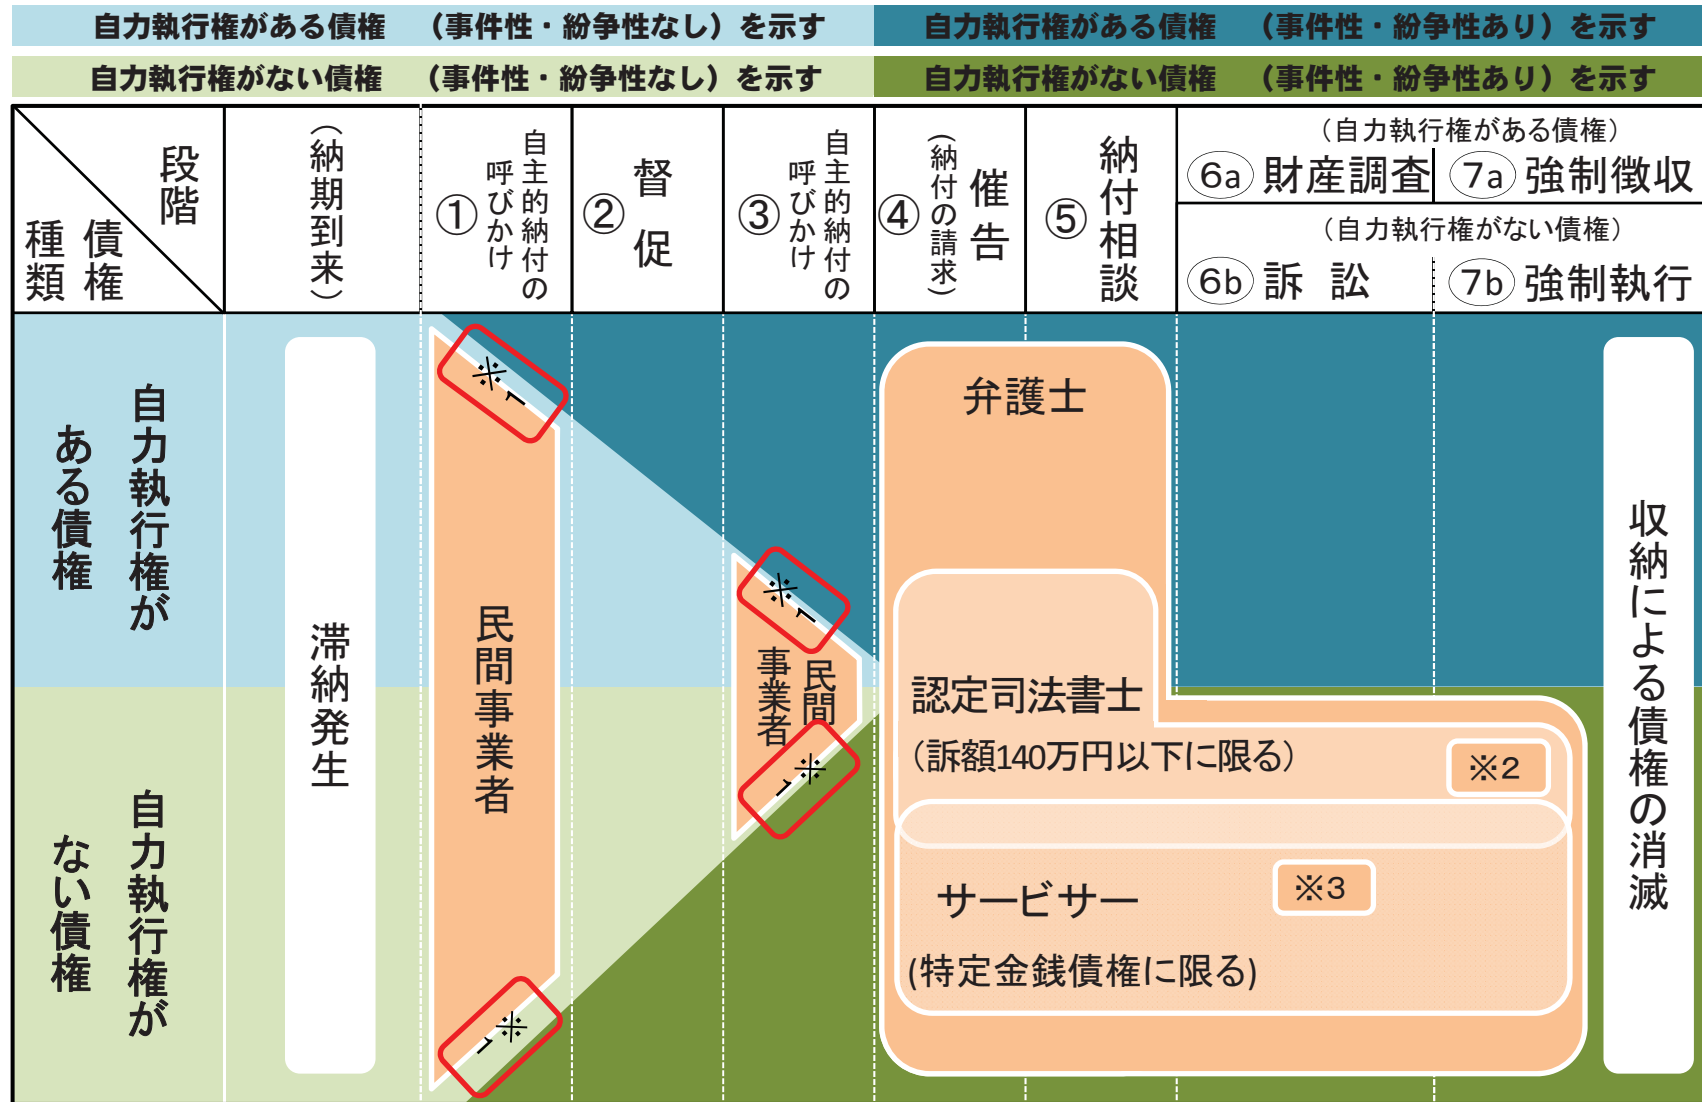 自力執行権がある債権 （事件性・紛争性なし）を示す
自力執行権がある債権 （事件性・紛争性あり）を示す
自力執行権がない債権 （事件性・紛争性なし）を示す
自力執行権がない債権 （事件性・紛争性あり）を示す
段階
債権
種類
（納期到来）
①
自主的納付の
呼びかけ
②
督促
③
自主的納付の
呼びかけ
④
催告
（納付の請求）
⑤
納付相談
（自力執行権がある債権）
6a 財産調査
7a 強制徴収
（自力執行権がない債権）
6b 訴訟
7b 強制執行
自力執行権が
ある債権
自力執行権が
ない債権
滞納発生
※1
民間事業者
※1
※1
民間
事業者
※1
弁護士
認定司法書士
（訴額140万円以下に限る）
※2
サービサー
※3
(特定金銭債権に限る)
収納による債権の消滅